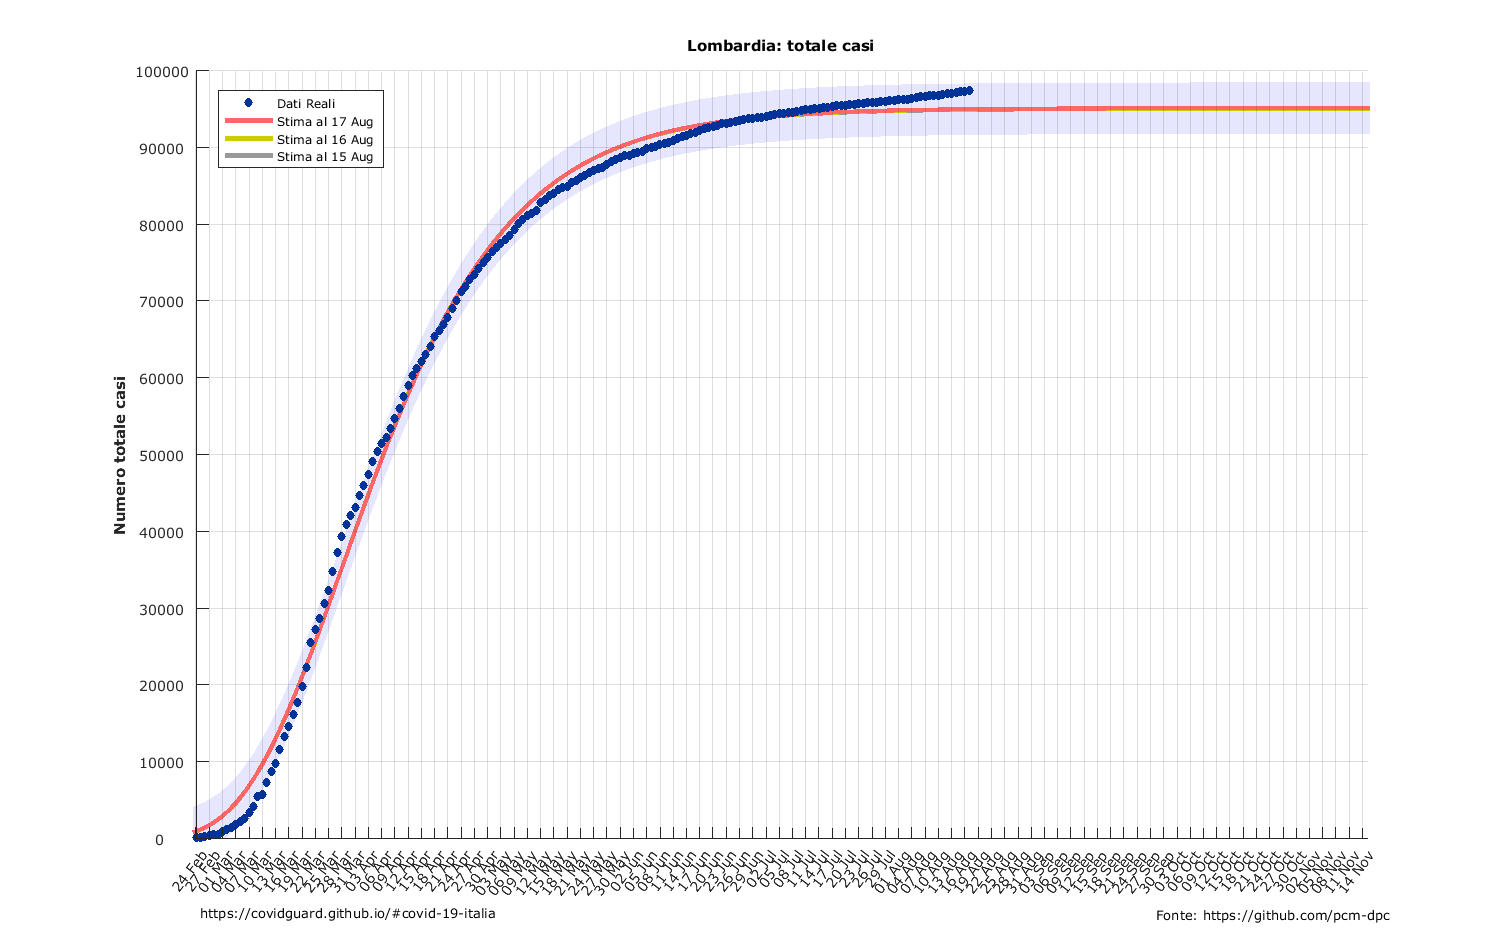 Lombardia: totale casi
100000
90000
80000
70000
60000
50000
40000
30000
20000
10000
0
Numero totale casi
Dati Reali
Stima al 17 Aug
Stima al 16 Aug
Stima al 15 Aug
24 Feb
27 Feb
01 Mar
04 Mar
07 Mar
10 Mar
13 Mar
16 Mar
19 Mar
22 Mar
25 Mar
28 Mar
31 Mar
03 Apr
06 Apr
09 Apr
12 Apr
15 Apr
18 Apr
21 Apr
24 Apr
27 Apr
30 Apr
03 May
06 May
09 May
12 May
15 May
18 May
21 May
24 May
27 May
30 May
02 Jun
05 Jun
08 Jun
11 Jun
14 Jun
17 Jun
20 Jun
23 Jun
26 Jun
29 Jun
02 Jul
05 Jul
08 Jul
11 Jul
14 Jul
17 Jul
20 Jul
23 Jul
26 Jul
29 Jul
01 Aug
04 Aug
07 Aug
10 Aug
13 Aug
16 Aug
19 Aug
22 Aug
25 Aug
28 Aug
31 Aug
03 Sep
06 Sep
09 Sep
12 Sep
15 Sep
18 Sep
21 Sep
24 Sep
27 Sep
30 Sep
03 Oct
06 Oct
09 Oct
12 Oct
15 Oct
18 Oct
21 Oct
24 Oct
27 Oct
30 Oct
02 Nov
05 Nov
08 Nov
11 Nov
14 Nov
https://covidguard.github.io/#covid-19-italia
Fonte: https://github.com/pcm-dpc